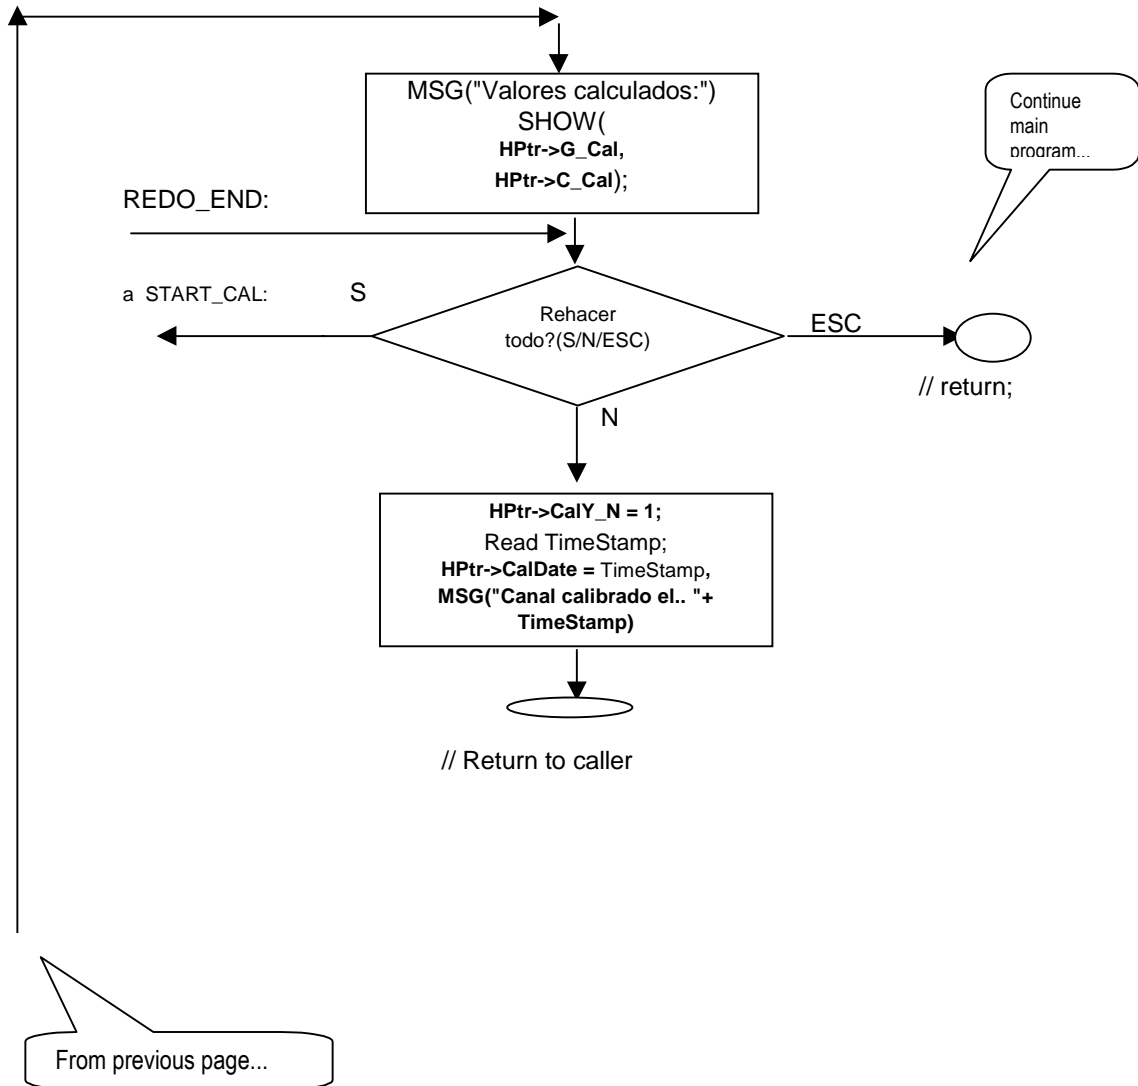 MSG("Valores calculados:")
SHOW(
HPtr->G_Cal,
HPtr->C_Cal);
Continue
main
program...
REDO_END:
a START_CAL:
S
Rehacer
todo?(S/N/ESC)
ESC
// return;
N
HPtr->CalY_N = 1;
Read TimeStamp;
HPtr->CalDate = TimeStamp,
MSG("Canal calibrado el.. "+
TimeStamp)
// Return to caller
From previous page...